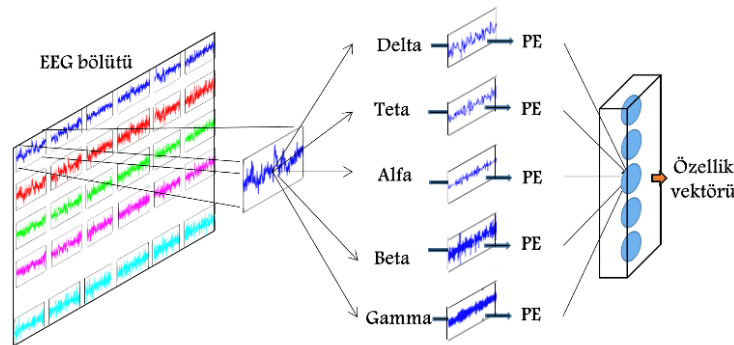 EEG bölütü
Delta
PE
Teta
PE
Alfa
PE
Beta
PE
Gamma
PE
Özellik
vektörü